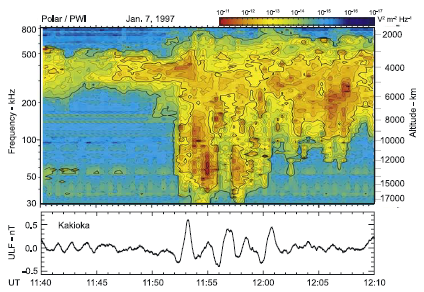 Polar / PWI Jan. 7, 1997
10⁻¹¹ 10⁻¹² 10⁻¹³ 10⁻¹⁴ 10⁻¹⁵ 10⁻¹⁶ 10⁻¹⁷ V² m⁻² Hz⁻¹
Frequency – kHz
800
500
200
100
50
30
2000
4000
6000
8000
10000
12000
15000
17000
Altitude – km
ULF – nT
0.5
0.0
-0.5
Kakioka
UT 11:40 11:45 11:50 11:55 12:00 12:05 12:10